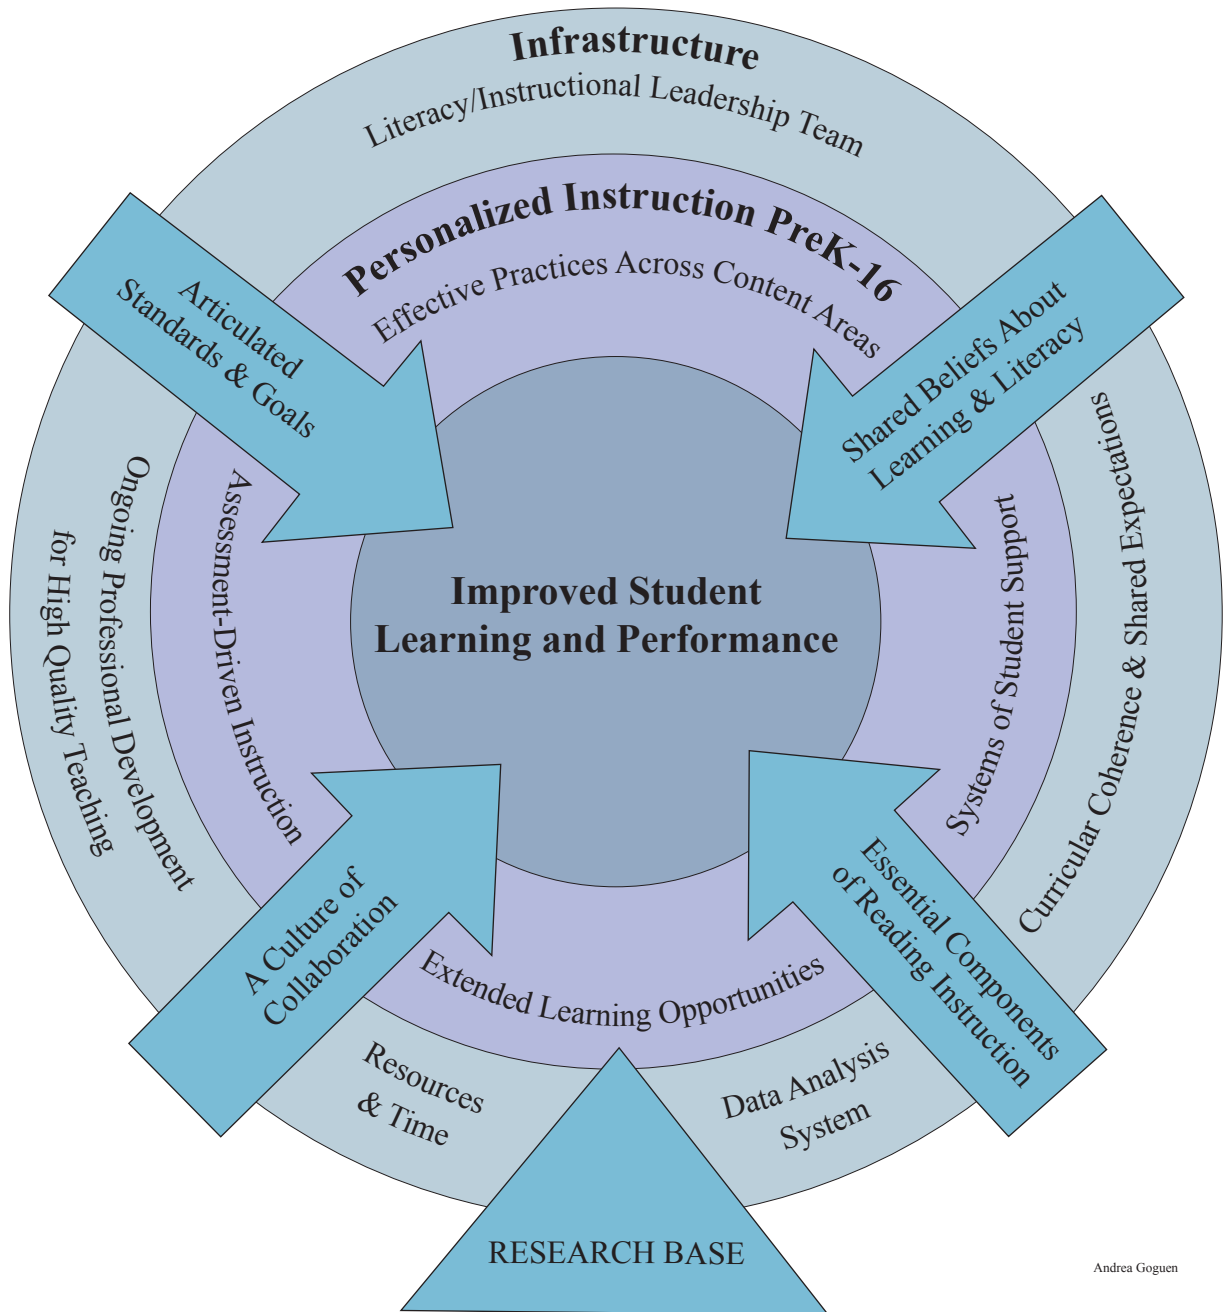 Infrastructure
Literacy/Instructional Leadership Team
Personalized Instruction PreK-16
Effective Practices Across Content Areas
Articulated
Standards & Goals
Shared Beliefs About
Learning & Literacy
Ongoing Professional Development
for High Quality Teaching
Assessment-Driven Instruction
Improved Student
Learning and Performance
Systems of Student Support
Curricular Coherence & Shared Expectations
A Culture of
Collaboration
Essential Components
of Reading Instruction
Extended Learning Opportunities
Resources
& Time
Data Analysis
System
RESEARCH BASE
Andrea Goguen